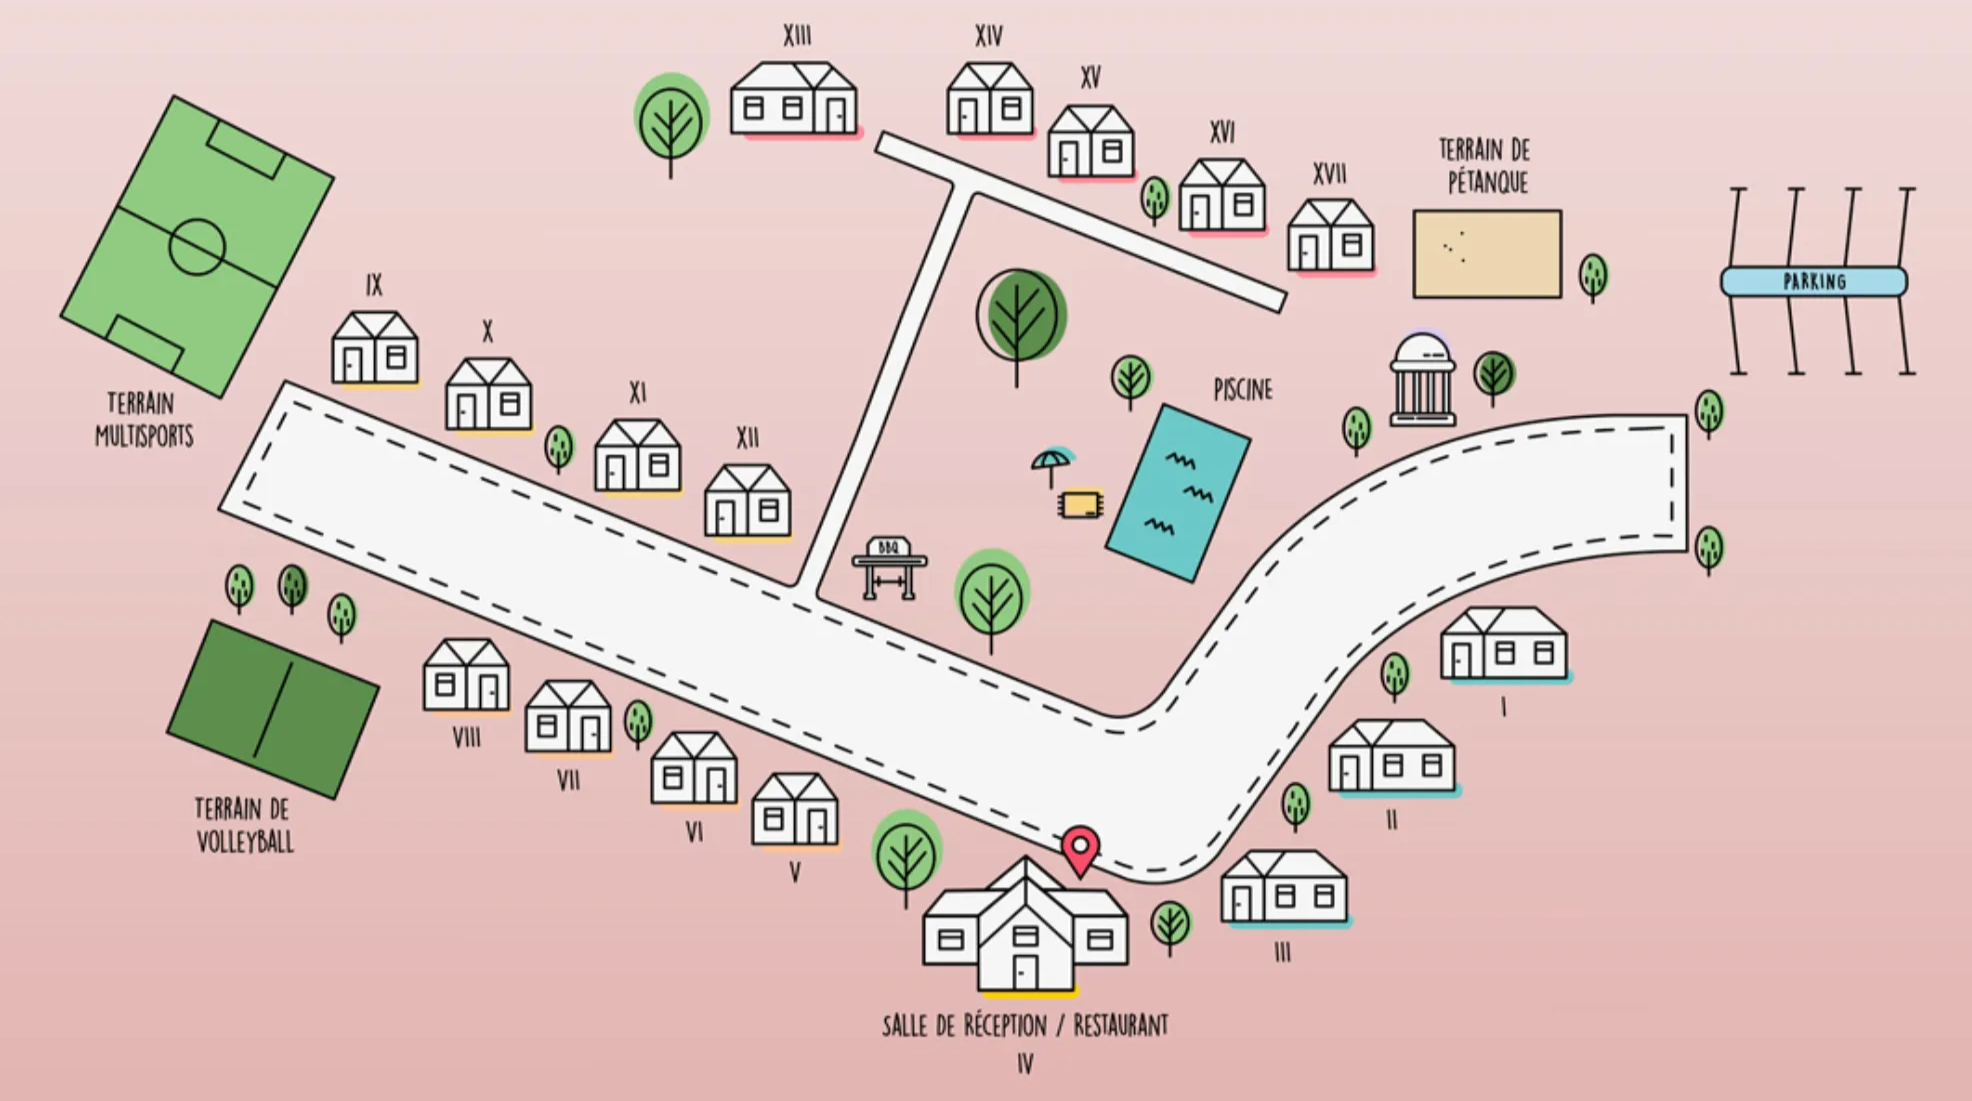 XIII
XIV
XV
XVI
XVII
TERRAIN DE
PÉTANQUE
PARKING
IX
X
XI
XII
TERRAIN
MULTISPORTS
PISCINE
BBQ
I
II
III
VIII
VII
VI
V
TERRAIN DE
VOLLEYBALL
SALLE DE RÉCEPTION / RESTAURANT
IV